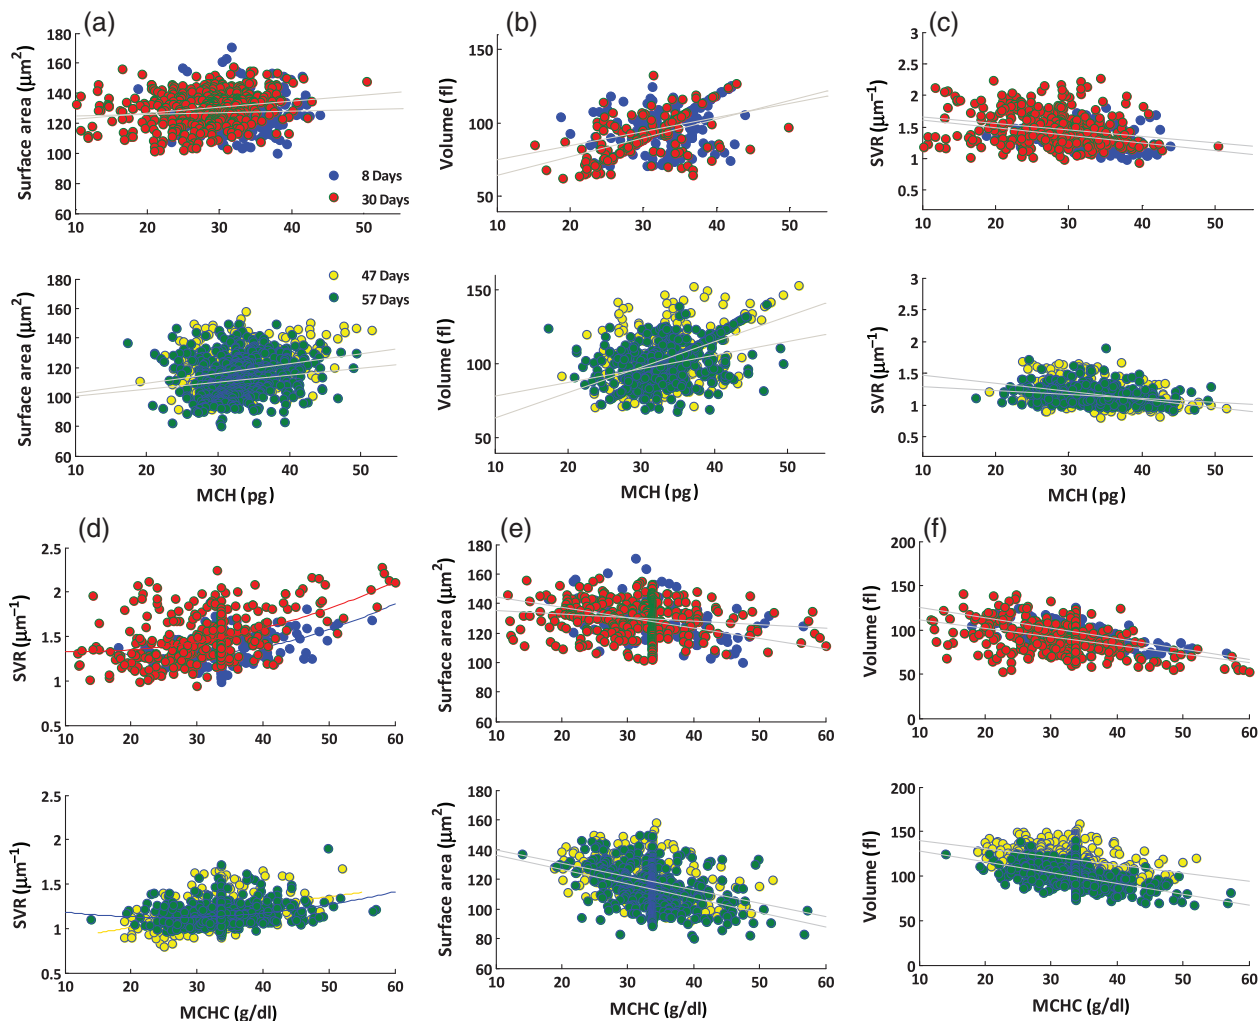 (a)
(b)
(c)
Surface area (μm²)
180
160
140
120
100
80
60
10 20 30 40 50
8 Days
30 Days
Volume (fl)
150
100
50
10 20 30 40 50
SVR (μm⁻¹)
3
2.5
2
1.5
1
0.5
10 20 30 40 50
Surface area (μm²)
180
160
140
120
100
80
60
10 20 30 40 50
MCH (pg)
47 Days
57 Days
Volume (fl)
150
100
50
10 20 30 40 50
MCH (pg)
SVR (μm⁻¹)
3
2.5
2
1.5
1
0.5
10 20 30 40 50
MCH (pg)
(d)
(e)
(f)
SVR (μm⁻¹)
2.5
2
1.5
1
0.5
10 20 30 40 50 60
Surface area (μm²)
180
160
140
120
100
80
60
10 20 30 40 50 60
Volume (fl)
200
150
100
50
0
10 20 30 40 50 60
SVR (μm⁻¹)
2.5
2
1.5
1
0.5
10 20 30 40 50 60
MCHC (g/dl)
Surface area (μm²)
180
160
140
120
100
80
60
10 20 30 40 50 60
MCHC (g/dl)
Volume (fl)
200
150
100
50
0
10 20 30 40 50 60
MCHC (g/dl)